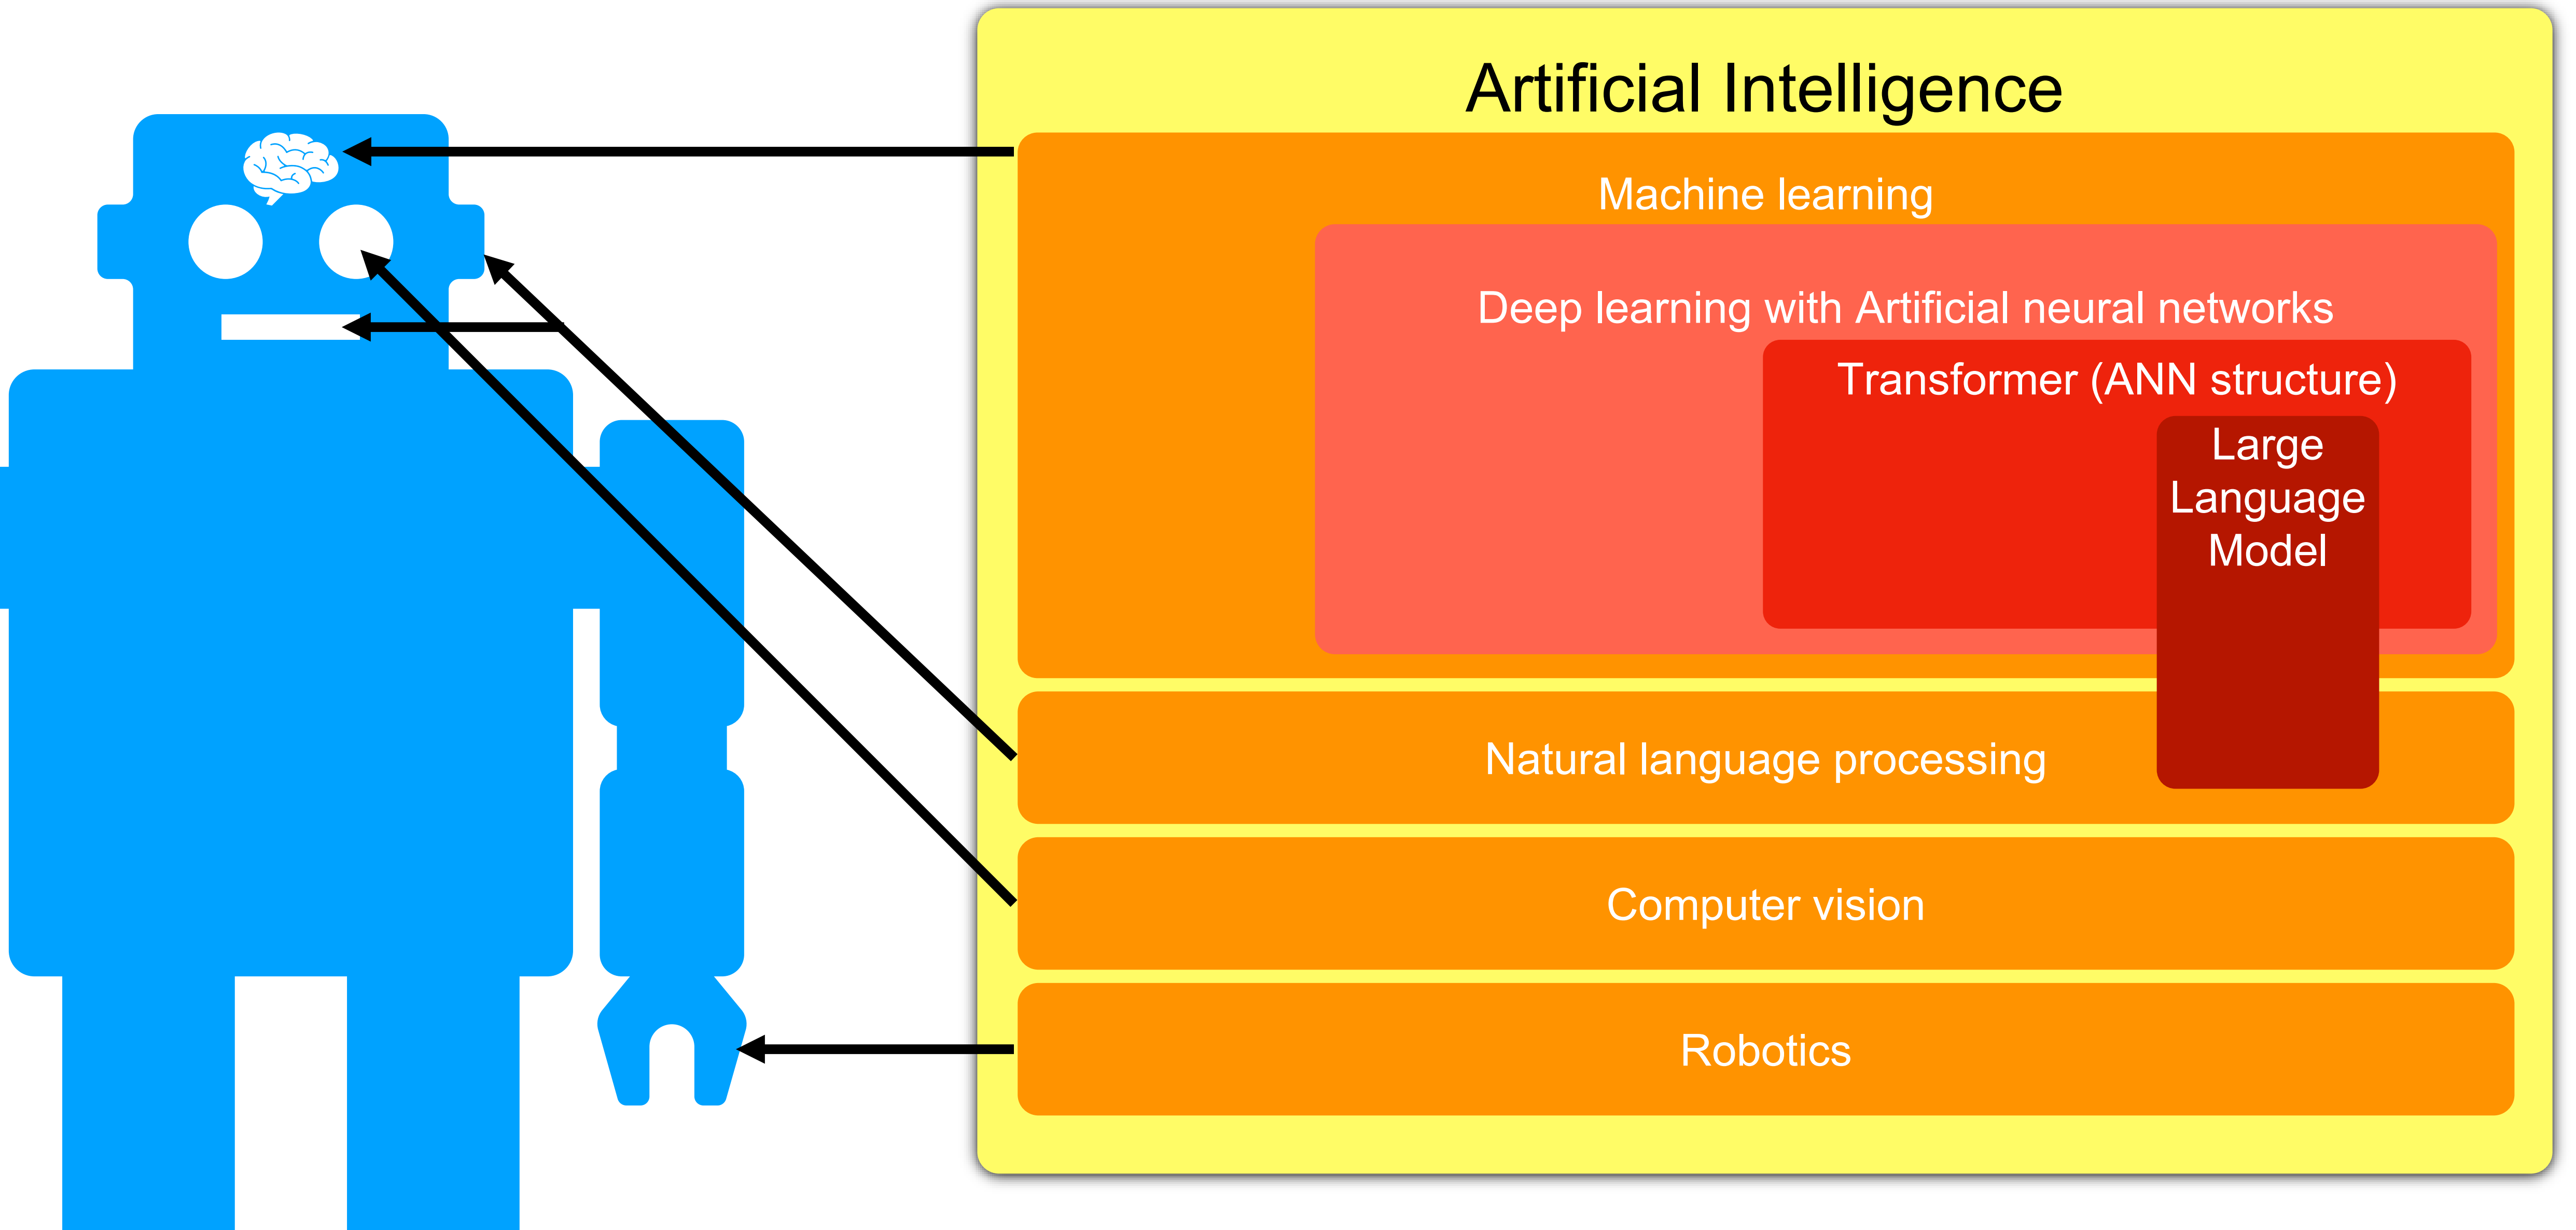 Artificial Intelligence
Machine learning
Deep learning with Artificial neural networks
Transformer (ANN structure)
Large
Language
Model
Natural language processing
Computer vision
Robotics